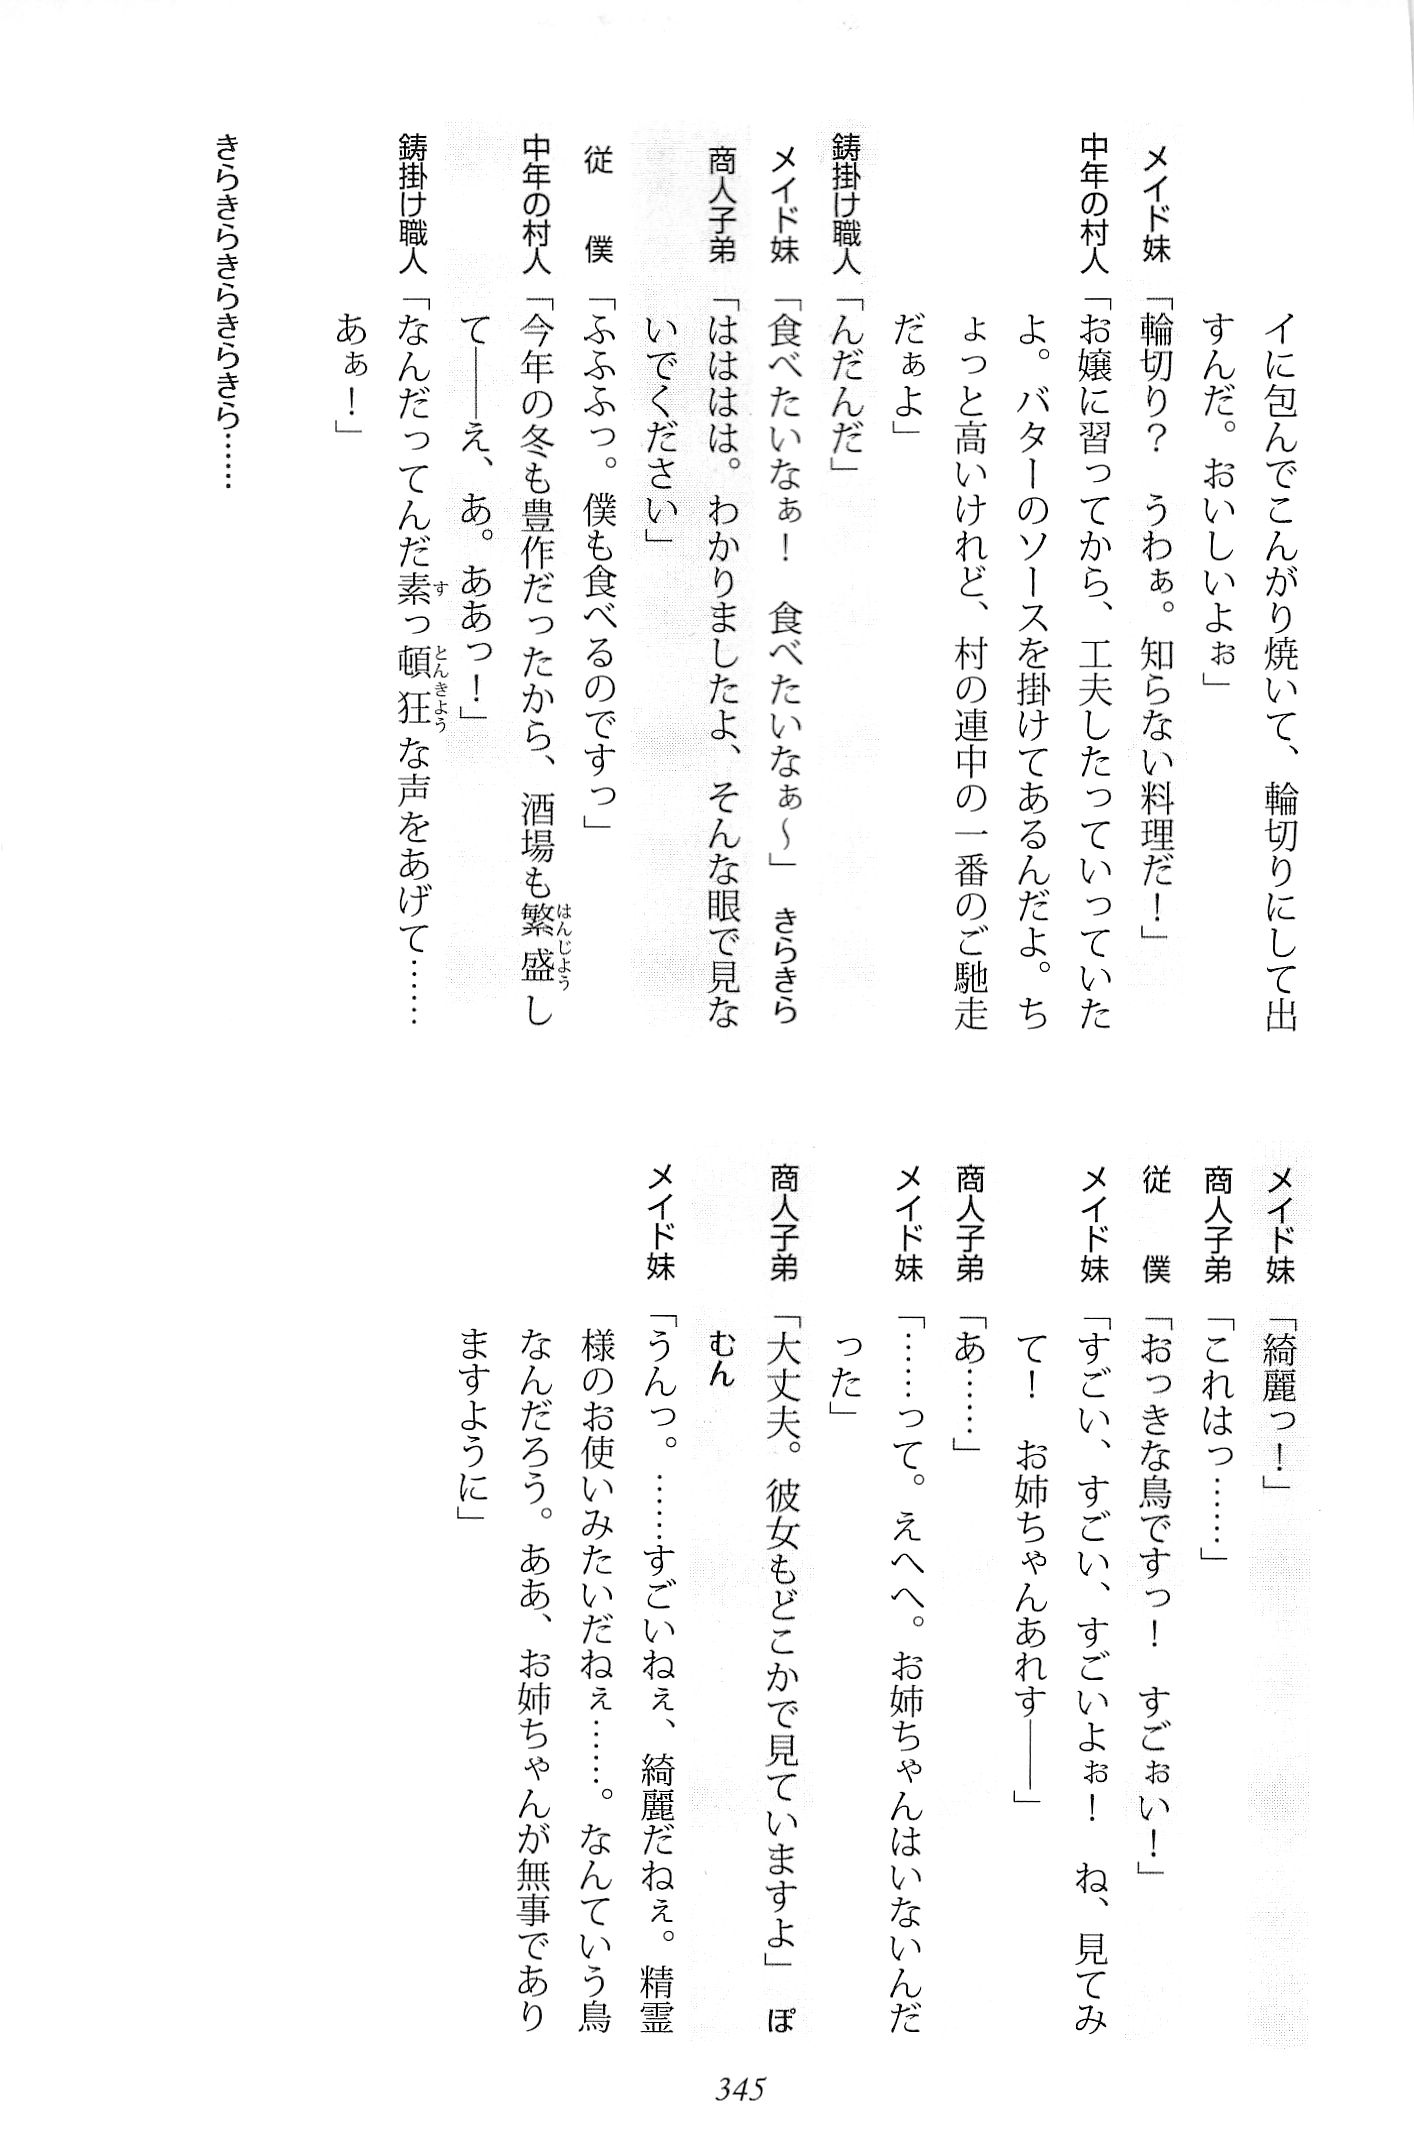 イに包んでこんがり焼いて、輪切りにして出
すんだ。おいしいよぉ」
メイド妹「輪切り？　うわぁ。知らない料理だ！」
中年の村人「お嬢に習ってから、工夫したっていっていた
よ。バターのソースを掛けてあるんだよ。ち
ょっと高いけれど、村の連中の一番のご馳走
だぁよ」
鋳掛け職人「んだんだ」
メイド妹「食べたいなぁ！　食べたいなぁ～」　きらきら
商人子弟「はははは。わかりましたよ、そんな眼で見な
いでください」
従　僕「ふふふっ。僕も食べるのですっ」
中年の村人「今年の冬も豊作だったから、酒場も繁盛し
はんじよう
て――え、あ。ああっ！」
鋳掛け職人「なんだってんだ素っ頓狂な声をあげて……
す とんきよう
あぁ！」
きらきらきらきらきら……
メイド妹「綺麗っ！」
商人子弟「これはっ……」
従　僕「おっきな鳥ですっ！　すごぉい！」
メイド妹「すごい、すごい、すごいよぉ！　ね、見てみ
て！　お姉ちゃんあれす――」
商人子弟「あ……」
メイド妹「……って。えへへ。お姉ちゃんはいないんだ
った」
商人子弟「大丈夫。彼女もどこかで見ていますよ」　ぽ
むん
メイド妹「うんっ。……すごいねぇ、綺麗だねぇ。精霊
様のお使いみたいだねぇ……。なんていう鳥
なんだろう。ああ、お姉ちゃんが無事であり
ますように」
345